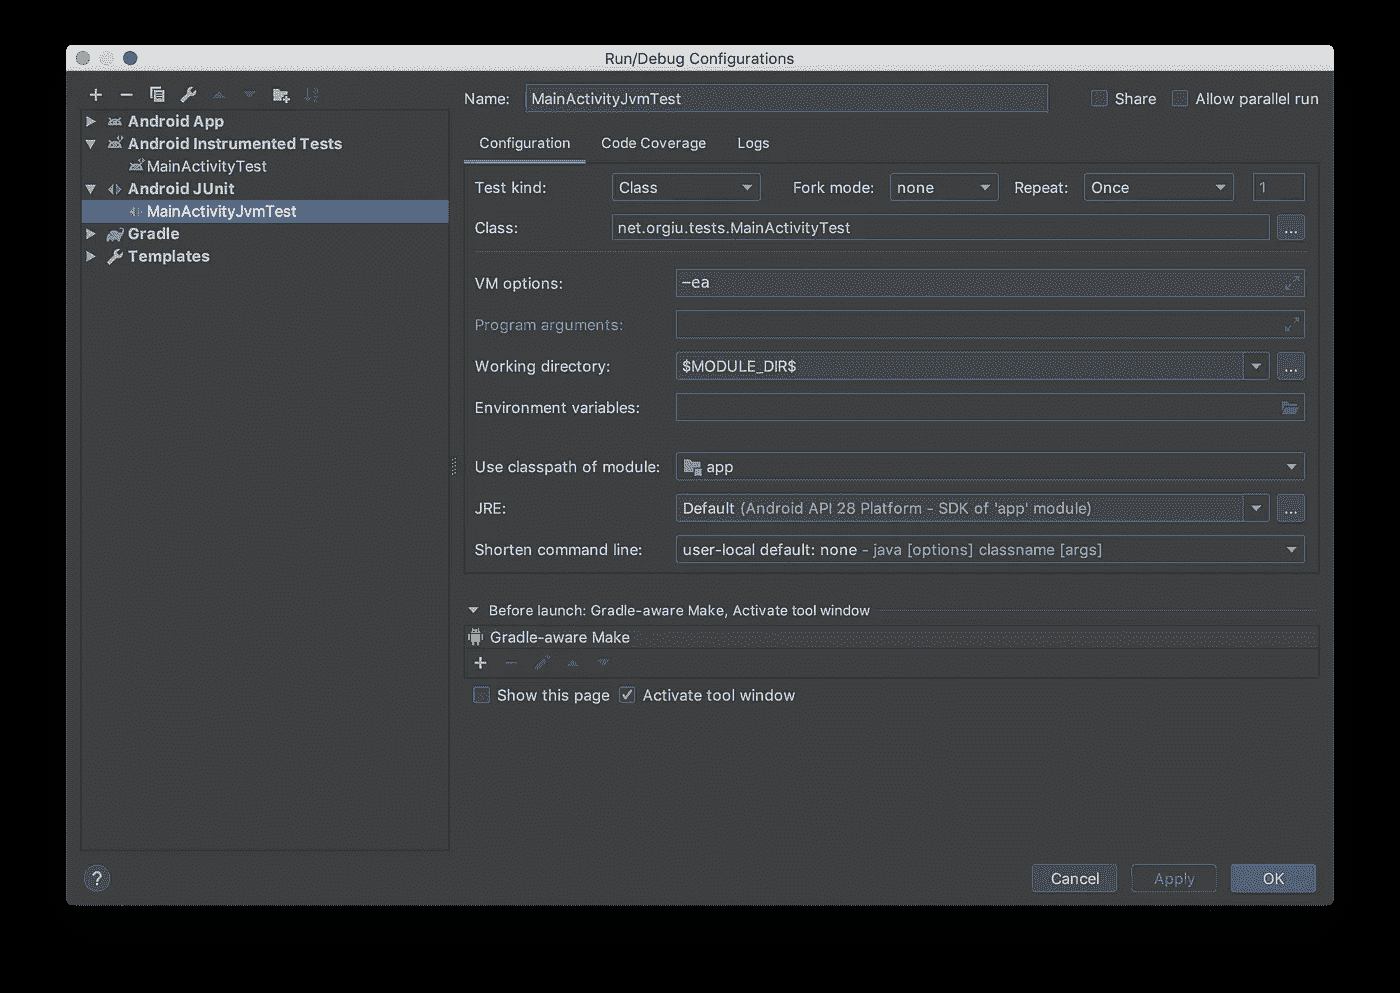 Run/Debug Configurations
Name: MainActivityJvmTest Share Allow parallel run
Android App
Android Instrumented Tests
MainActivityTest
Android JUnit
MainActivityJvmTest
Gradle
Templates
Configuration Code Coverage Logs
Test kind: Class Fork mode: none Repeat: Once 1
Class: net.orgiu.tests.MainActivityTest ...
VM options: -ea
Program arguments:
Working directory: $MODULE_DIR$ ...
Environment variables:
Use classpath of module: app
JRE: Default (Android API 28 Platform - SDK of 'app' module) ...
Shorten command line: user-local default: none - java [options] classname [args]
Before launch: Gradle-aware Make, Activate tool window
Gradle-aware Make
Show this page Activate tool window
? Cancel Apply OK